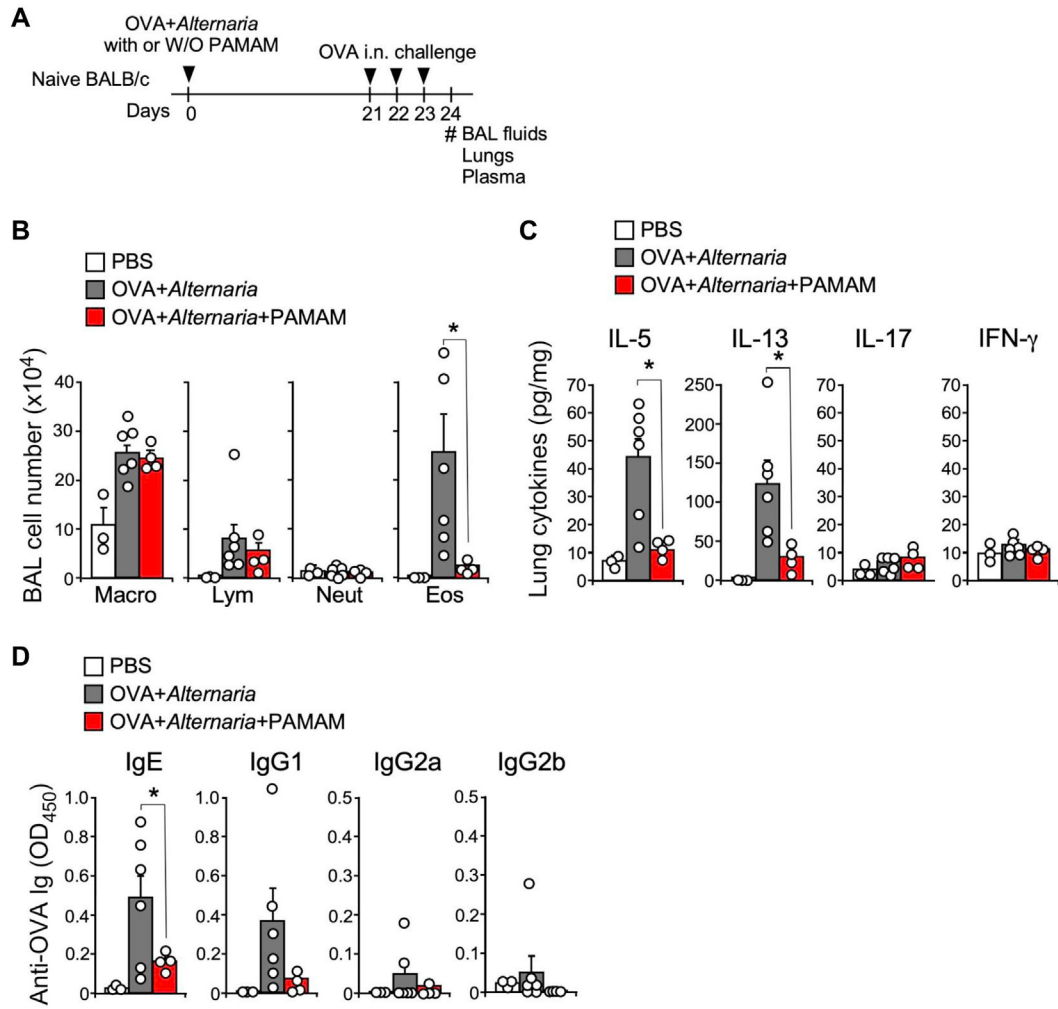 A
OVA+Alternaria
with or W/O PAMAM
OVA i.n. challenge
Naive BALB/c
Days 0 21 22 23 24
# BAL fluids
Lungs
Plasma
B
PBS
OVA+Alternaria
OVA+Alternaria+PAMAM
*
BAL cell number (x10⁴)
40
30
20
10
0
Macro Lym Neut Eos
C
PBS
OVA+Alternaria
OVA+Alternaria+PAMAM
IL-5 IL-13 IL-17 IFN-γ
* *
Lung cytokines (pg/mg)
70 250 70 70
60 200 60 60
50 150 50 50
40 100 40 40
30 50 30 30
20 0 20 20
10 10 10
0 0 0
D
PBS
OVA+Alternaria
OVA+Alternaria+PAMAM
IgE IgG1 IgG2a IgG2b
*
Anti-OVA Ig (OD₄₅₀)
1.0 1.0 0.5 0.5
0.8 0.8 0.4 0.4
0.6 0.6 0.3 0.3
0.4 0.4 0.2 0.2
0.2 0.2 0.1 0.1
0 0 0 0